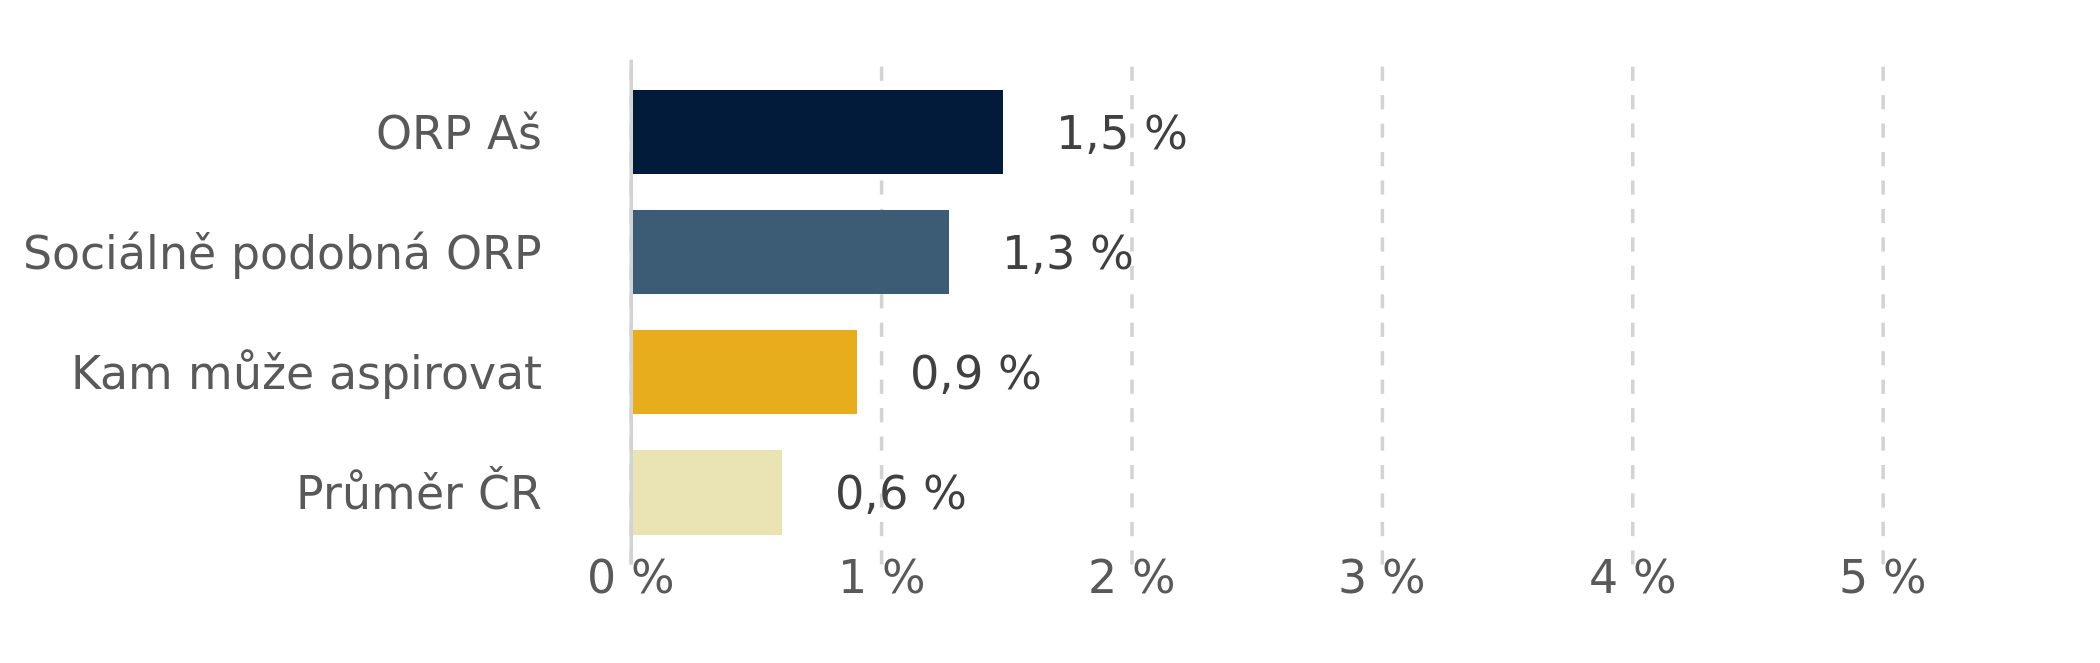 ORP Aš 1,5 %
Sociálně podobná ORP 1,3 %
Kam může aspirovat 0,9 %
Průměr ČR 0,6 %
0 % 1 % 2 % 3 % 4 % 5 %